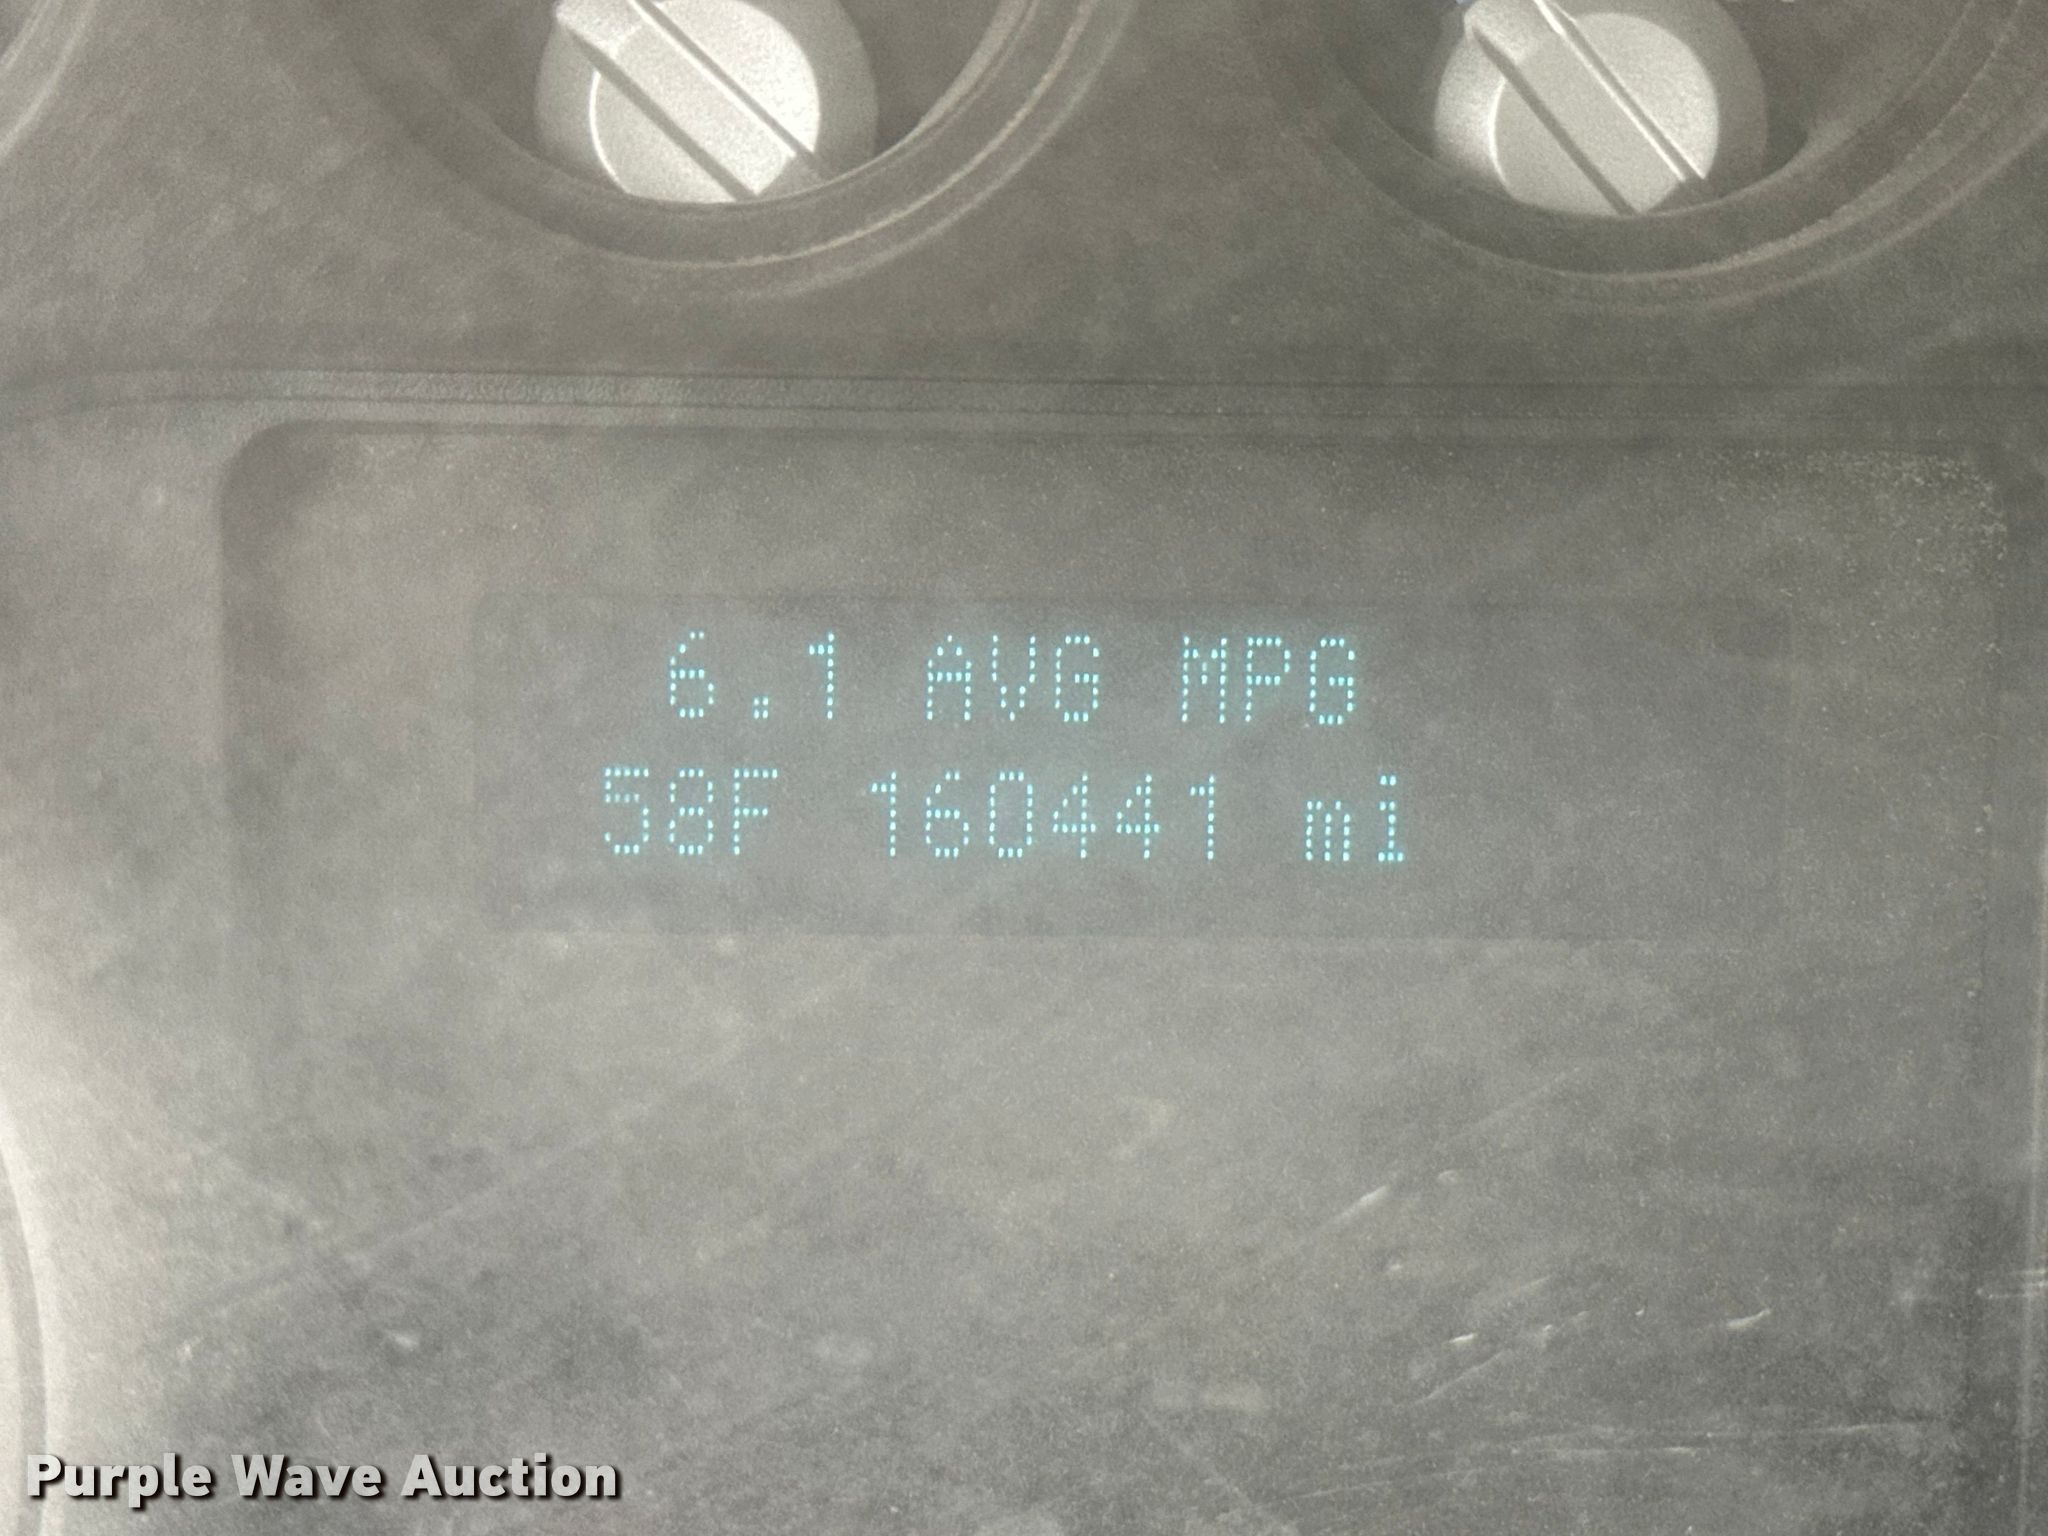 6.1 AVG MPG
58F 160441 mi
Purple Wave Auction